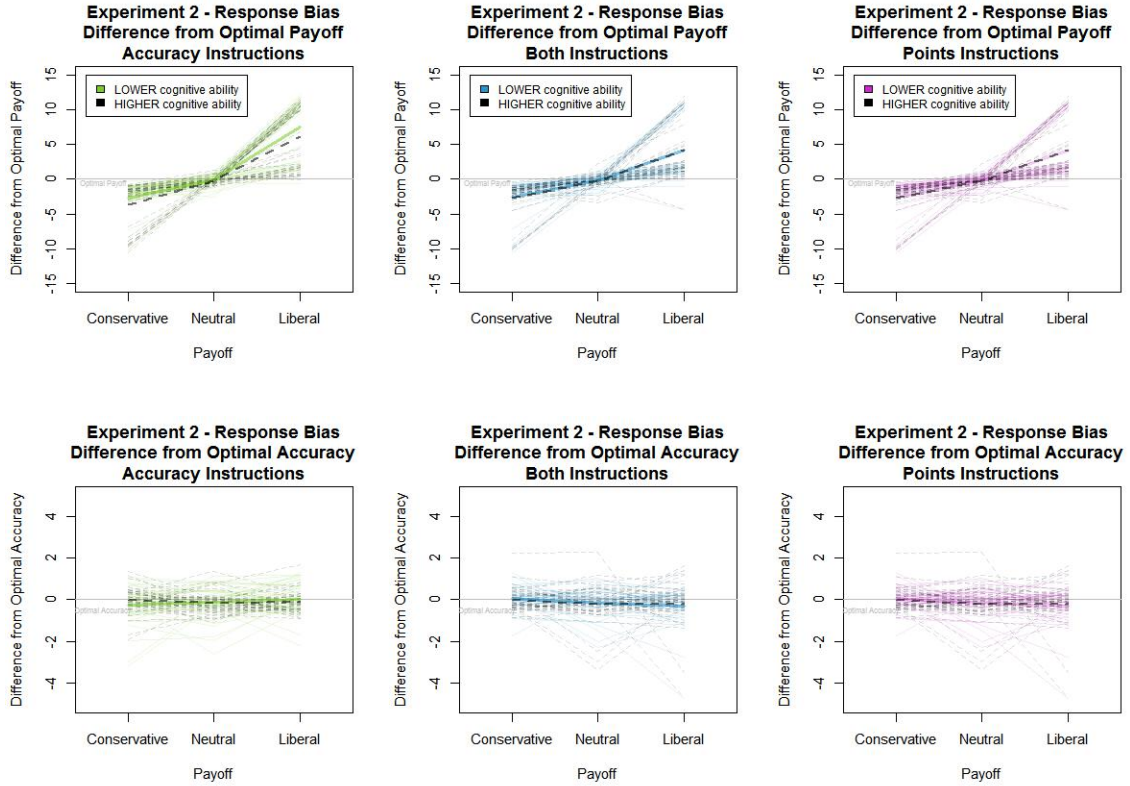 Experiment 2 - Response Bias
Difference from Optimal Payoff
Accuracy Instructions
Difference from Optimal Payoff
15
10
5
0
-5
-10
-15
LOWER cognitive ability
HIGHER cognitive ability
Optimal Payoff
Conservative Neutral Liberal
Payoff
Experiment 2 - Response Bias
Difference from Optimal Payoff
Both Instructions
Difference from Optimal Payoff
15
10
5
0
-5
-10
-15
LOWER cognitive ability
HIGHER cognitive ability
Optimal Payoff
Conservative Neutral Liberal
Payoff
Experiment 2 - Response Bias
Difference from Optimal Payoff
Points Instructions
Difference from Optimal Payoff
15
10
5
0
-5
-10
-15
LOWER cognitive ability
HIGHER cognitive ability
Optimal Payoff
Conservative Neutral Liberal
Payoff
Experiment 2 - Response Bias
Difference from Optimal Accuracy
Accuracy Instructions
Difference from Optimal Accuracy
4
2
0
-2
-4
Optimal Accuracy
Conservative Neutral Liberal
Payoff
Experiment 2 - Response Bias
Difference from Optimal Accuracy
Both Instructions
Difference from Optimal Accuracy
4
2
0
-2
-4
Optimal Accuracy
Conservative Neutral Liberal
Payoff
Experiment 2 - Response Bias
Difference from Optimal Accuracy
Points Instructions
Difference from Optimal Accuracy
4
2
0
-2
-4
Optimal Accuracy
Conservative Neutral Liberal
Payoff